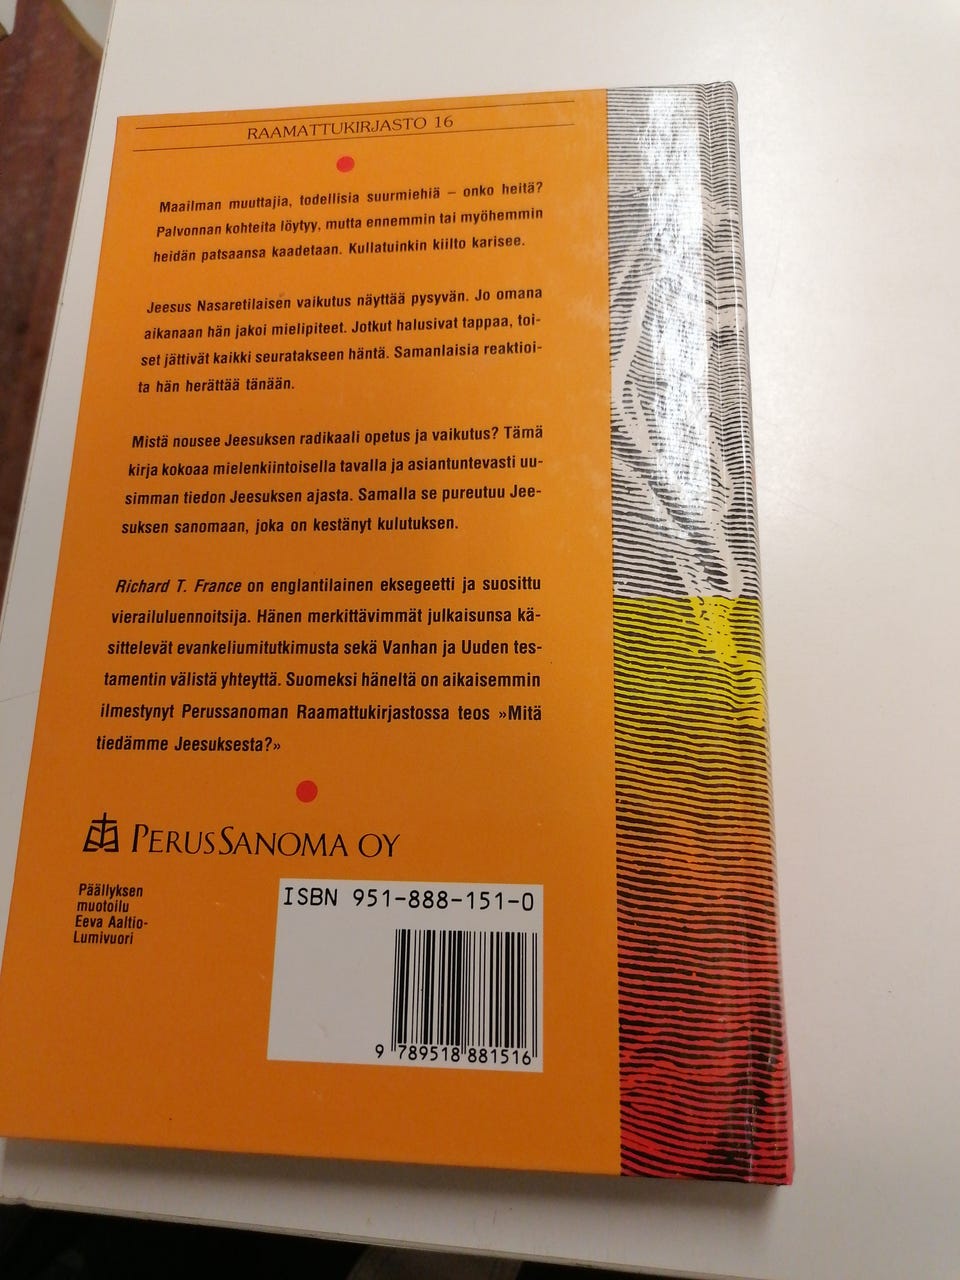 RAAMATTUKIRJASTO 16
Maailman muuttajia, todellisia suurmiehiä – onko heitä?
Palvonnan kohteita löytyy, mutta ennemmin tai myöhemmin
heidän patsaansa kaadetaan. Kullatuinkin kiilto karisee.
Jeesus Nasaretilaisen vaikutus näyttää pysyvän. Jo omana
aikanaan hän jakoi mielipiteet. Jotkut halusivat tappaa, toi-
set jättivät kaikki seuratakseen häntä. Samanlaisia reaktioi-
ta hän herättää tänään.
Mistä nousee Jeesuksen radikaali opetus ja vaikutus? Tämä
kirja kokoaa mielenkiintoisella tavalla ja asiantuntevasti uu-
simman tiedon Jeesuksen ajasta. Samalla se pureutuu Jee-
suksen sanomaan, joka on kestänyt kulutuksen.
Richard T. France on englantilainen eksegeetti ja suosittu
vierailuluennoitsija. Hänen merkittävimmät julkaisunsa kä-
sittelevät evankeliumitutkimusta sekä Vanhan ja Uuden tes-
tamentin välistä yhteyttä. Suomeksi häneltä on aikaisemmin
ilmestynyt Perussanoman Raamattukirjastossa teos »Mitä
tiedämme Jeesuksesta?»
PERUSSANOMA OY
Päällyksen
muotoilu
Eeva Aaltio-
Lumivuori
ISBN 951-888-151-0
9 789518 881516